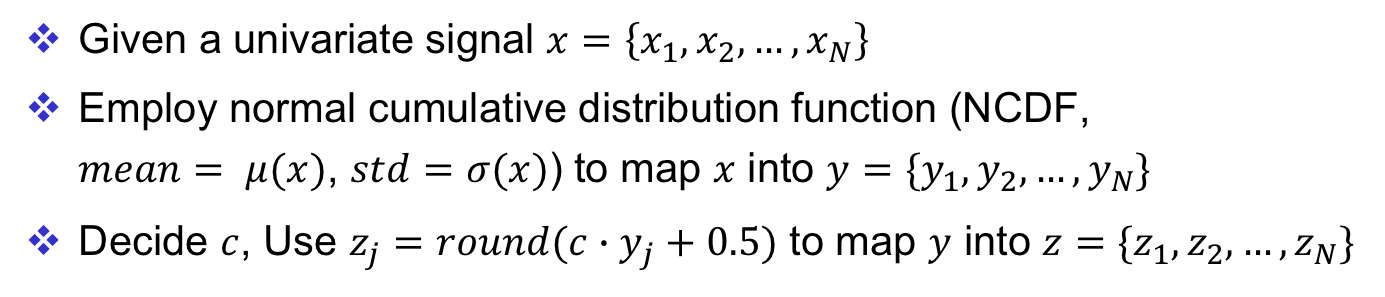 ❖ Given a univariate signal x = {x₁, x₂, … , x_N}
❖ Employ normal cumulative distribution function (NCDF,
mean = μ(x), std = σ(x)) to map x into y = {y₁, y₂, … , y_N}
❖ Decide c, Use z_j = round(c · y_j + 0.5) to map y into z = {z₁, z₂, … , z_N}